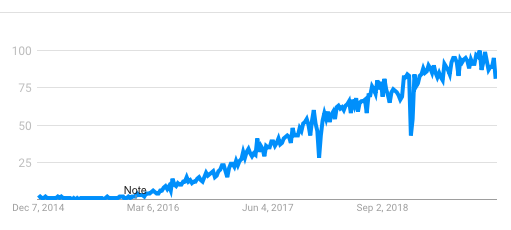 100
75
50
25
Note
Dec 7, 2014
Mar 6, 2016
Jun 4, 2017
Sep 2, 2018